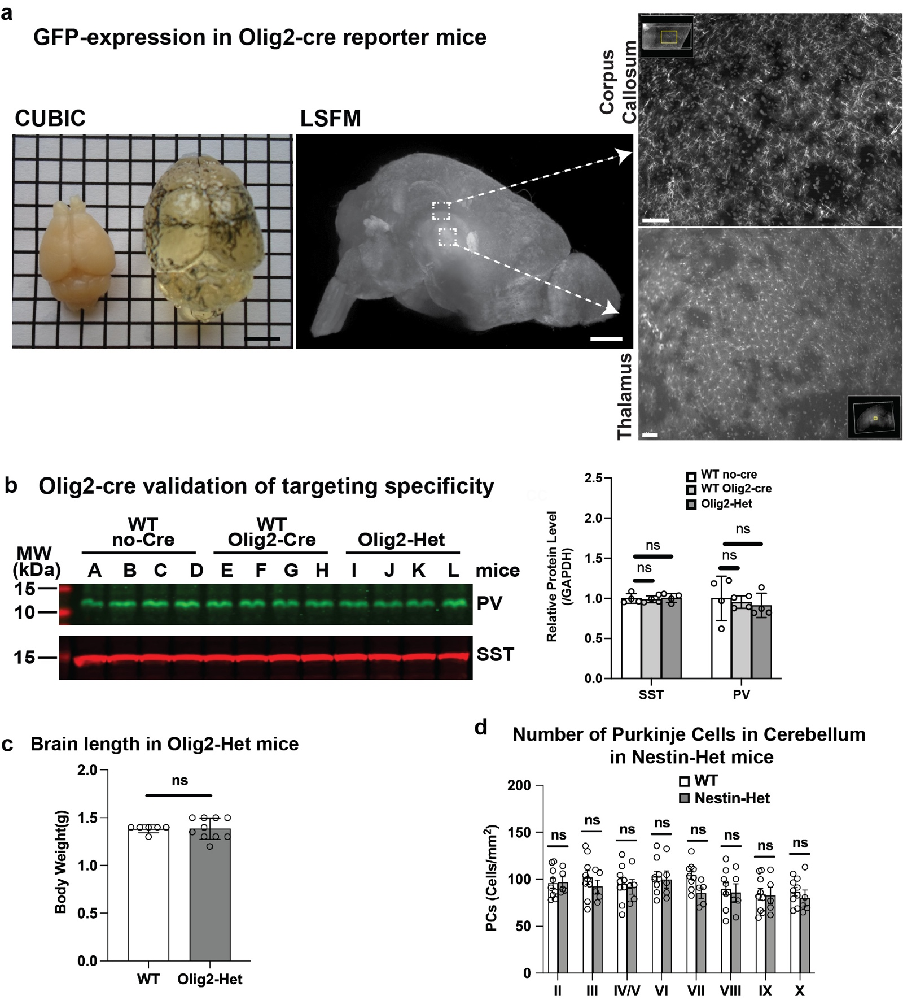 a
GFP-expression in Olig2-cre reporter mice
CUBIC
LSFM
Corpus
Callosum
Thalamus
b
Olig2-cre validation of targeting specificity
WT
no-Cre
WT
Olig2-Cre
Olig2-Het
MW
(kDa)
A B C D E F G H I J K L mice
15
10
PV
15
SST
Relative Protein Level
(/GAPDH)
2.5
2.0
1.5
1.0
0.5
0.0
WT no-cre
WT Olig2-cre
Olig2-Het
ns
ns
ns
ns
SST PV
c
Brain length in Olig2-Het mice
Body Weight(g)
2.0
1.5
1.0
0.5
0.0
ns
WT Olig2-Het
d
Number of Purkinje Cells in Cerebellum
in Nestin-Het mice
WT
Nestin-Het
PCs (Cells/mm²)
200
150
100
50
0
ns ns ns ns ns ns ns ns
II III IV/V VI VII VIII IX X